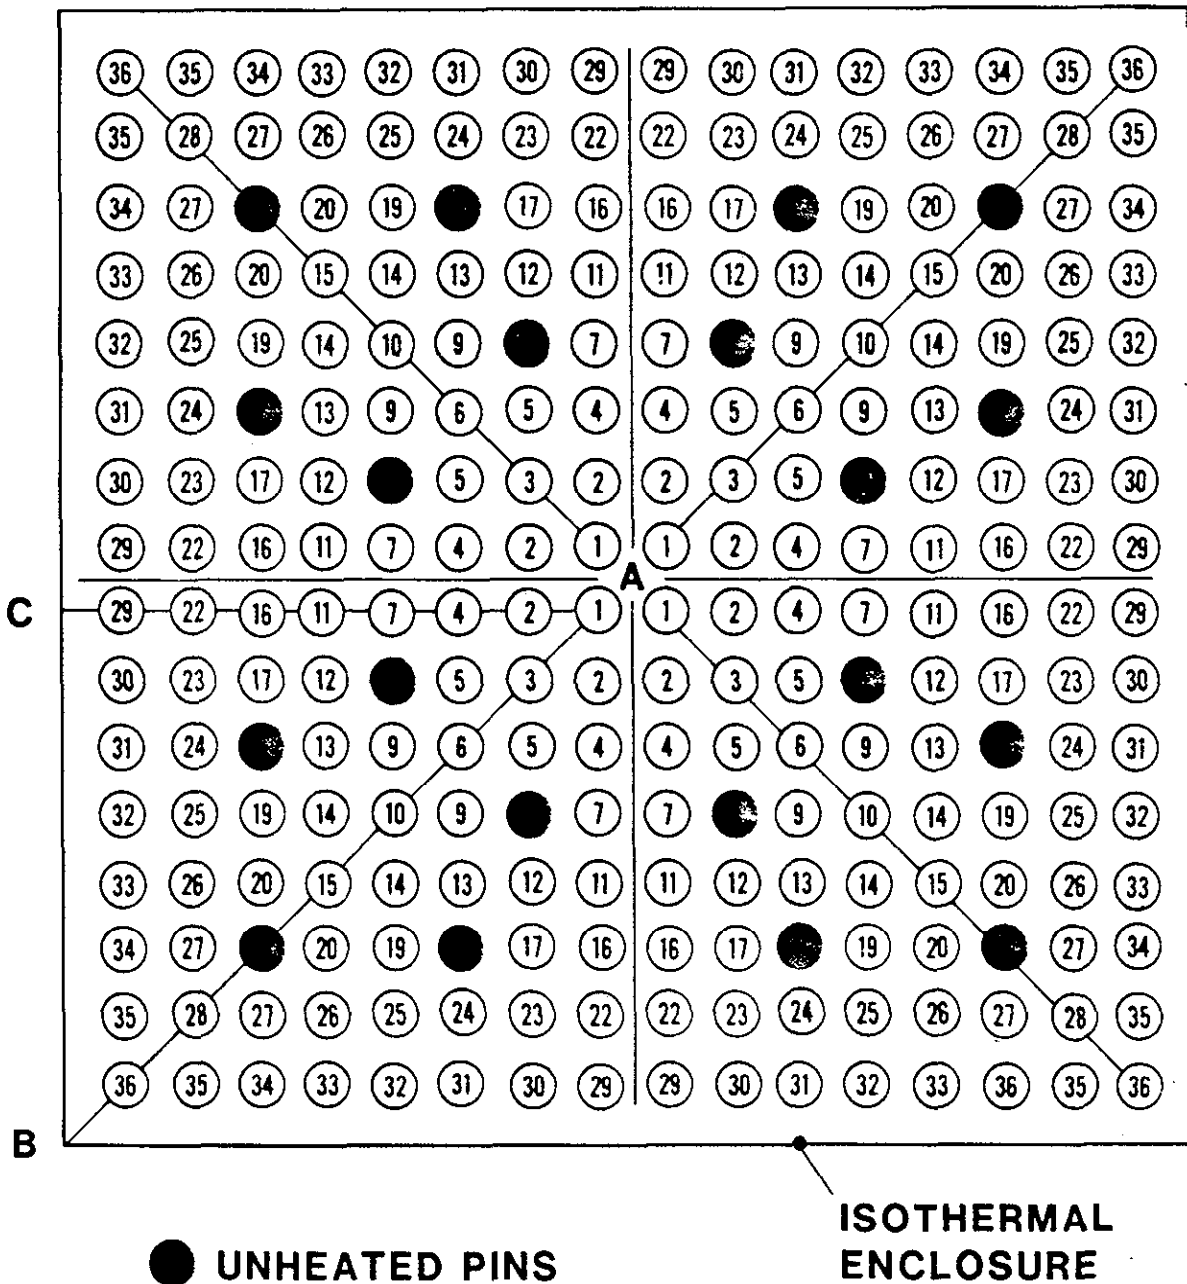 36 35 34 33 32 31 30 29 29 30 31 32 33 34 35 36
35 28 27 26 25 24 23 22 22 23 24 25 26 27 28 35
34 27 20 19 17 16 16 17 19 20 27 34
33 26 20 15 14 13 12 11 11 12 13 14 15 20 26 33
32 25 19 14 10 9 7 7 9 10 14 19 25 32
31 24 13 9 6 5 4 4 5 6 9 13 24 31
30 23 17 12 5 3 2 2 3 5 12 17 23 30
29 22 16 11 7 4 2 1 1 2 4 7 11 16 22 29
A
C 29 22 16 11 7 4 2 1 1 2 4 7 11 16 22 29
30 23 17 12 5 3 2 2 3 5 12 17 23 30
31 24 13 9 6 5 4 4 5 6 9 13 24 31
32 25 19 14 10 9 7 7 9 10 14 19 25 32
33 26 20 15 14 13 12 11 11 12 13 14 15 20 26 33
34 27 20 19 17 16 16 17 19 20 27 34
35 28 27 26 25 24 23 22 22 23 24 25 26 27 28 35
36 35 34 33 32 31 30 29 29 30 31 32 33 36 35 36
B
ISOTHERMAL
ENCLOSURE
UNHEATED PINS